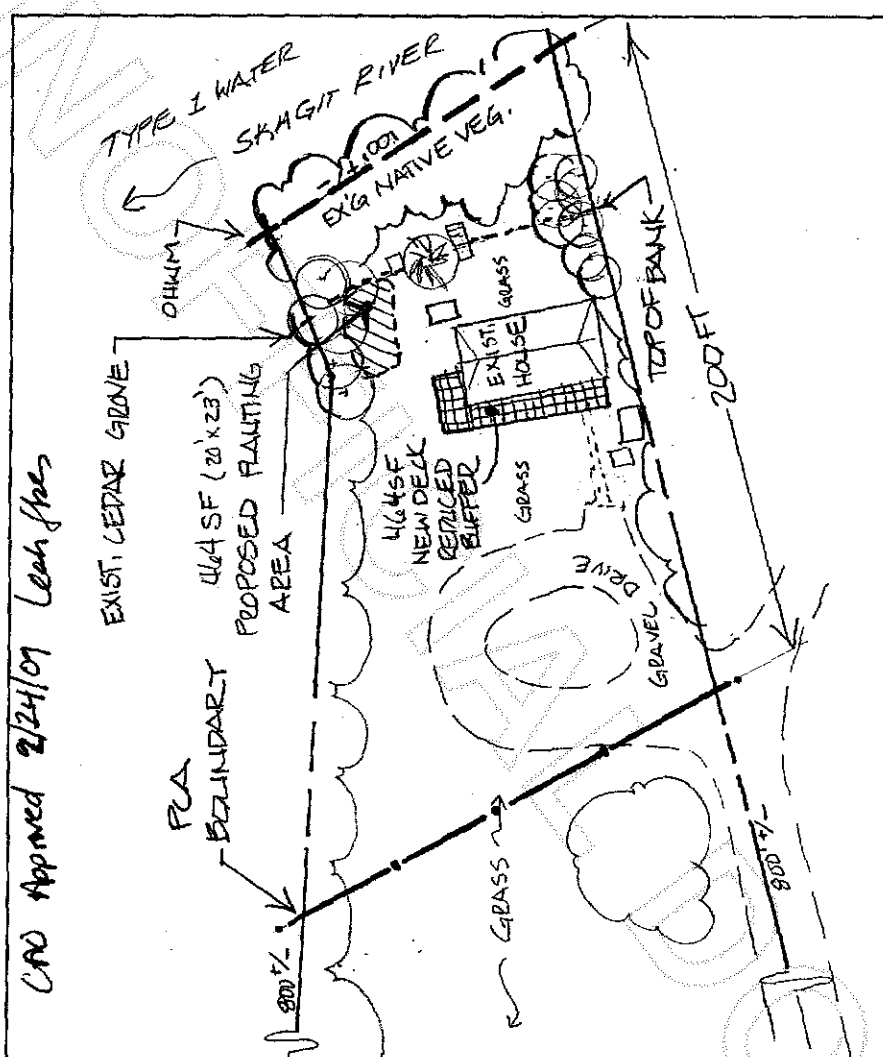 TYPE 1 WATER
SKAGIT RIVER
100'+/-
EX'G NATIVE VEG.
OHWM
EXIST. CEDAR GROVE
464 SF (20'x23')
PROPOSED PLANTING
AREA
GRASS
EXIST.
HOUSE
TOP OF BANK
200 FT
464 SF
NEW DECK
REDUCED
BUFFER
GRASS
GRAVEL DRIVE
PCA
BOUNDARY
800 +/-
GRASS
800' +/-
CAO Approved 2/24/09